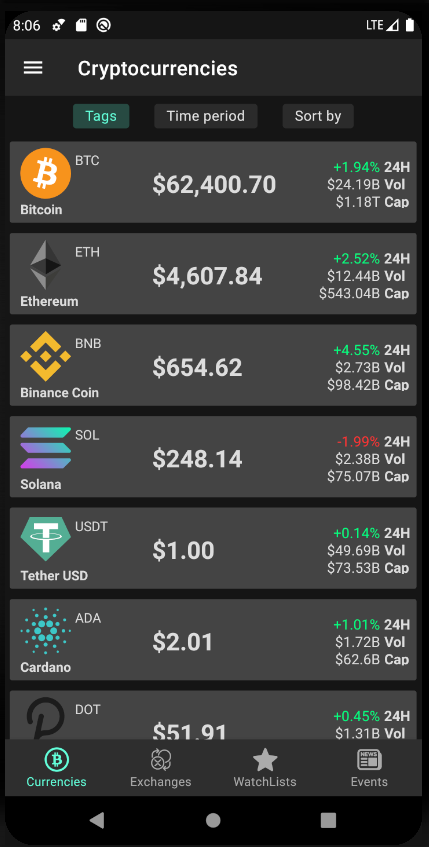 8:06 LTE
Cryptocurrencies
Tags Time period Sort by
BTC
$62,400.70
+1.94% 24H
$24.19B Vol
$1.18T Cap
Bitcoin
ETH
$4,607.84
+2.52% 24H
$12.44B Vol
$543.04B Cap
Ethereum
BNB
$654.62
+4.55% 24H
$2.73B Vol
$98.42B Cap
Binance Coin
SOL
$248.14
-1.99% 24H
$2.38B Vol
$75.07B Cap
Solana
USDT
$1.00
+0.14% 24H
$49.69B Vol
$73.53B Cap
Tether USD
ADA
$2.01
+1.01% 24H
$1.72B Vol
$62.6B Cap
Cardano
DOT
$51.91
+0.45% 24H
$1.31B Vol
NEWS
Currencies Exchanges WatchLists Events